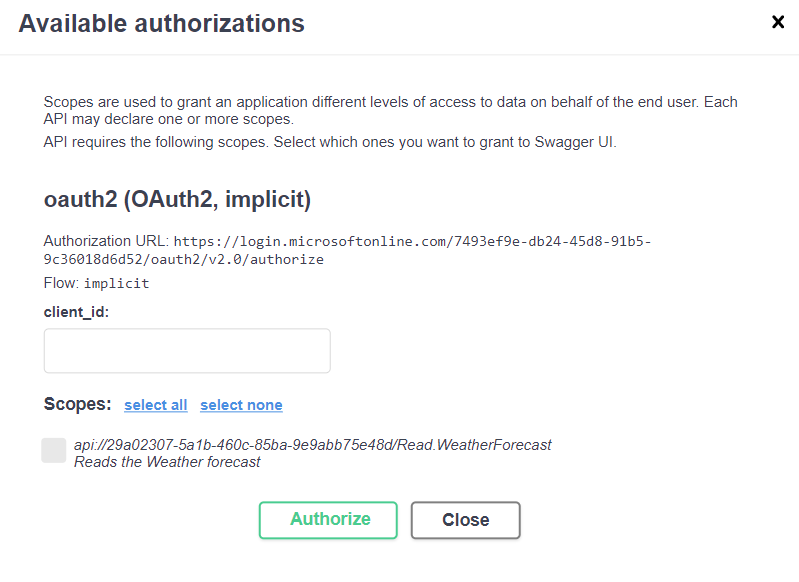 Available authorizations
Scopes are used to grant an application different levels of access to data on behalf of the end user. Each
API may declare one or more scopes.
API requires the following scopes. Select which ones you want to grant to Swagger UI.
oauth2 (OAuth2, implicit)
Authorization URL: https://login.microsoftonline.com/7493ef9e-db24-45d8-91b5-
9c36018d6d52/oauth2/v2.0/authorize
Flow: implicit
client_id:
Scopes: select all select none
api://29a02307-5a1b-460c-85ba-9e9abb75e48d/Read.WeatherForecast
Reads the Weather forecast
Authorize Close